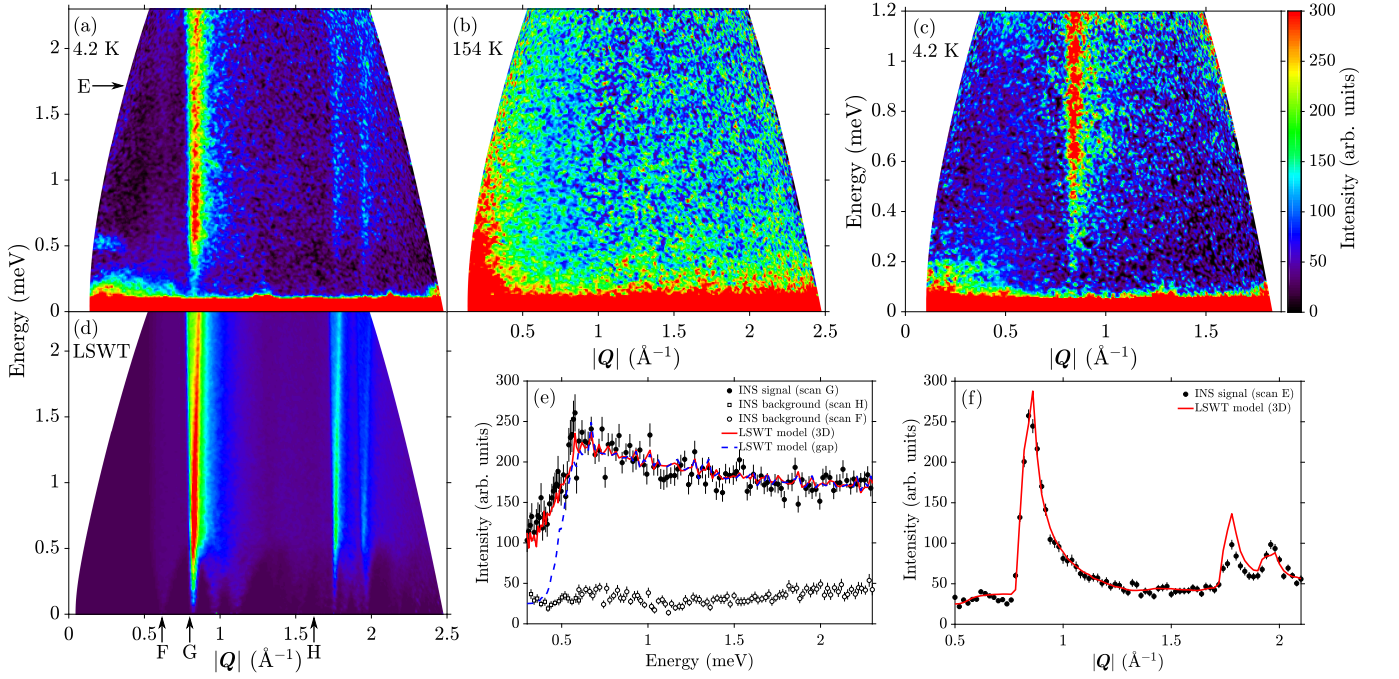 (a)
4.2 K
E
Energy (meV)
2
1.5
1
0.5
0
(b)
154 K
0.5
1
1.5
2
2.5
|Q| (Å⁻¹)
(c)
4.2 K
Energy (meV)
1.2
1
0.8
0.6
0.4
0.2
0
0
0.5
1
1.5
|Q| (Å⁻¹)
300
250
200
150
100
50
0
Intensity (arb. units)
(d)
LSWT
Energy (meV)
2
1.5
1
0.5
0
0
0.5
1
1.5
2
2.5
F
G
H
|Q| (Å⁻¹)
(e)
INS signal (scan G)
INS background (scan H)
INS background (scan F)
LSWT model (3D)
LSWT model (gap)
Intensity (arb. units)
300
250
200
150
100
50
0
0.5
1
1.5
2
Energy (meV)
(f)
INS signal (scan E)
LSWT model (3D)
Intensity (arb. units)
300
250
200
150
100
50
0
0.5
1
1.5
2
|Q| (Å⁻¹)